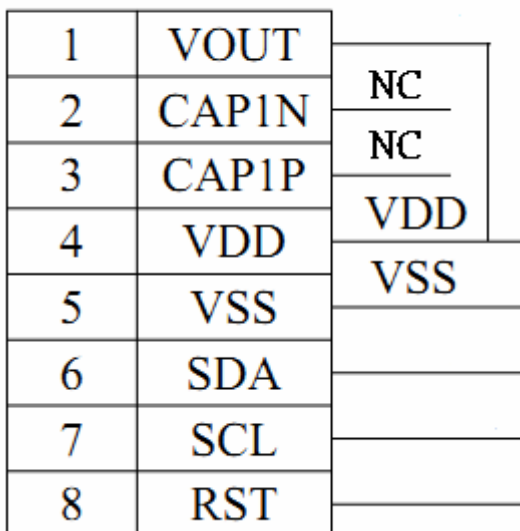 1 VOUT
NC
2 CAP1N
NC
3 CAP1P
VDD
4 VDD
VSS
5 VSS
6 SDA
7 SCL
8 RST